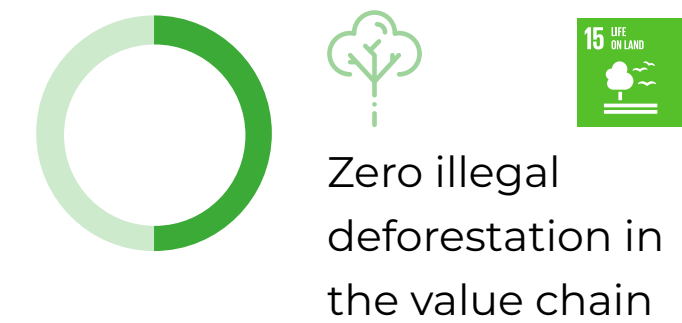 15 LIFE
ON LAND
Zero illegal
deforestation in
the value chain